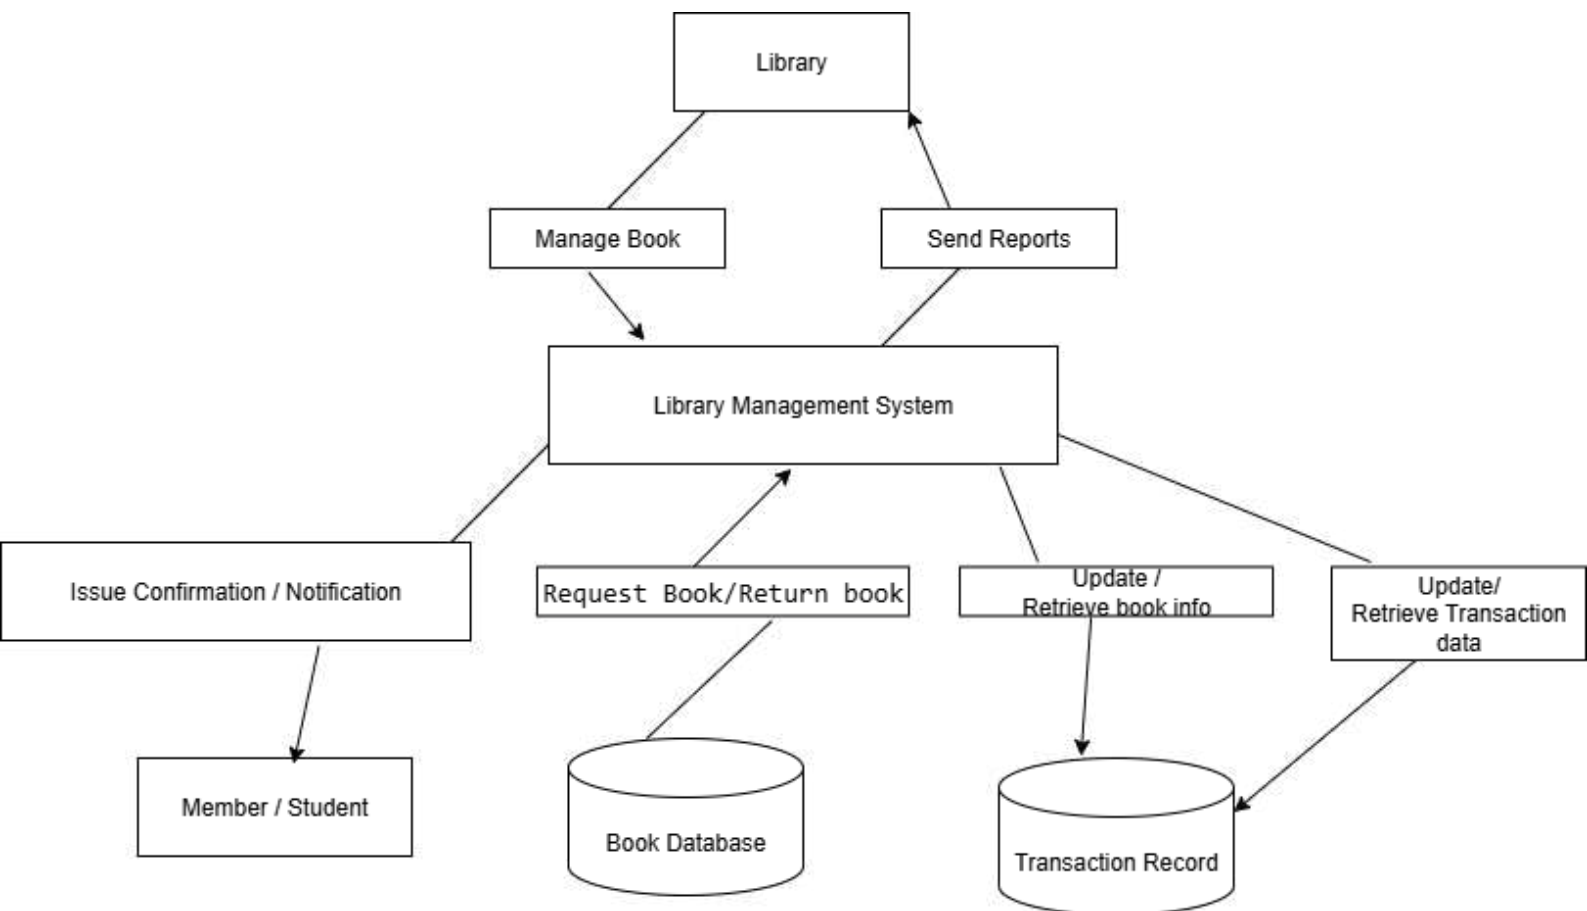 Library
Manage Book
Send Reports
Library Management System
Issue Confirmation / Notification
Request Book/Return book
Update /
Retrieve book info
Update/
Retrieve Transaction
data
Member / Student
Book Database
Transaction Record